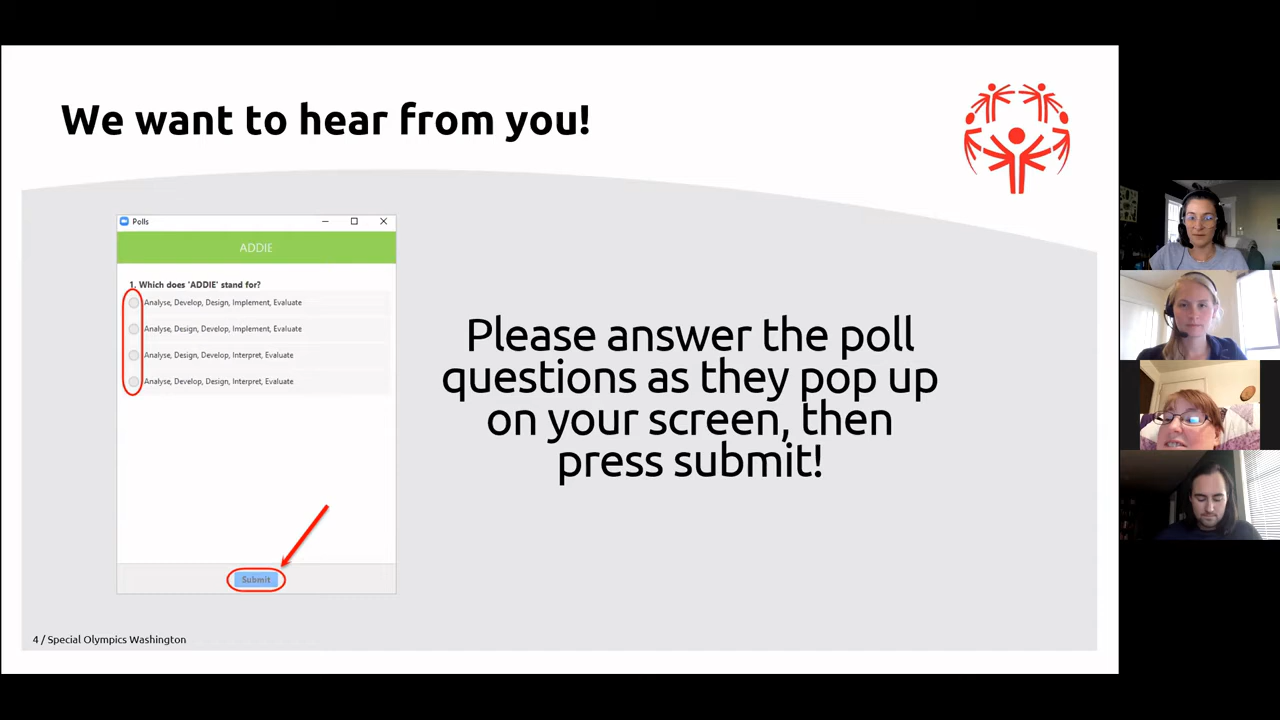 We want to hear from you!
Polls
ADDIE
1. Which does 'ADDIE' stand for?
Analyse, Develop, Design, Implement, Evaluate
Analyse, Design, Develop, Implement, Evaluate
Analyse, Design, Develop, Interpret, Evaluate
Analyse, Develop, Design, Interpret, Evaluate
Submit
Please answer the poll
questions as they pop up
on your screen, then
press submit!
4 / Special Olympics Washington